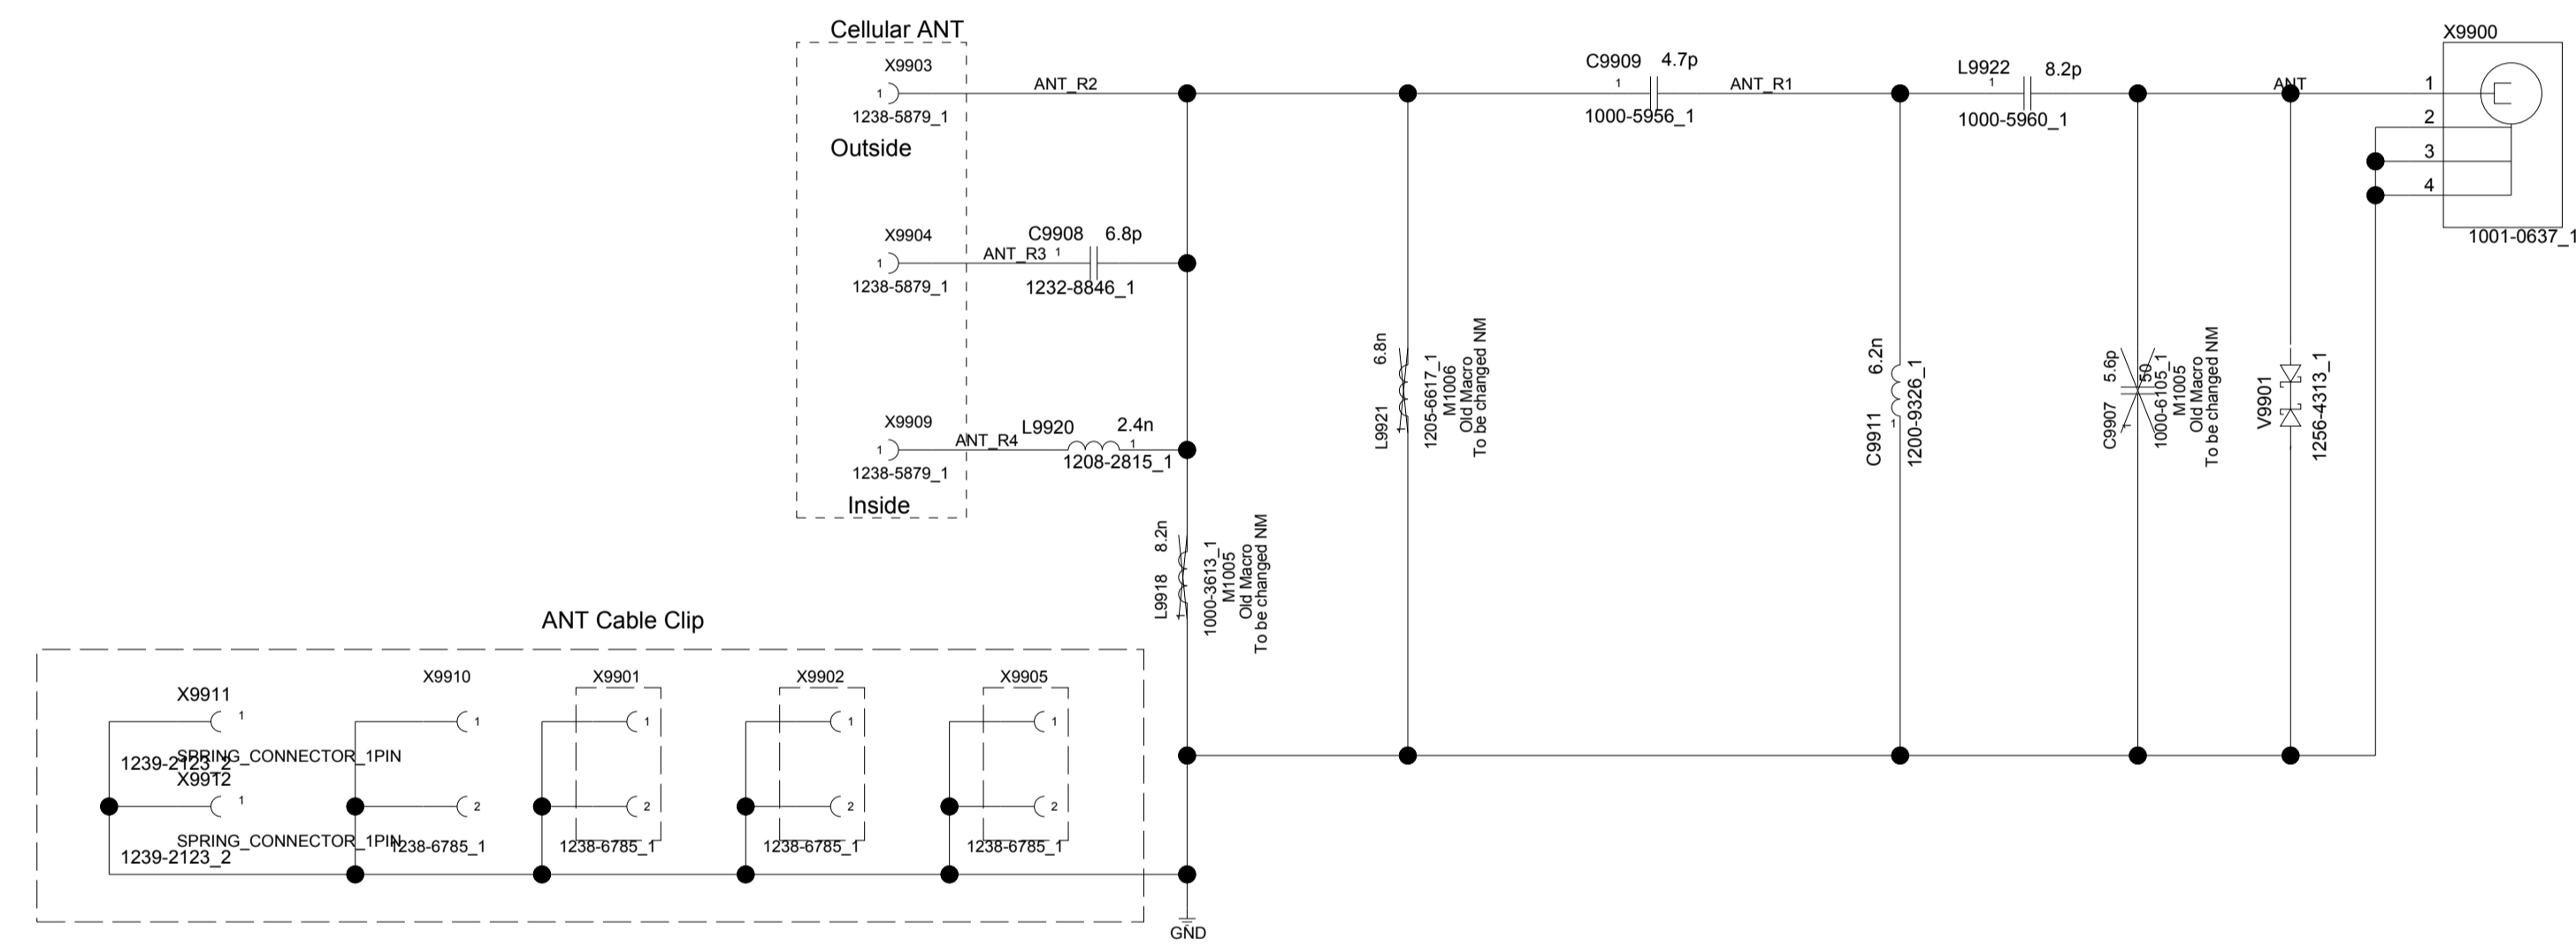 Cellular ANT
X9903
1
1238-5879_1
ANT_R2
Outside
X9904
1
1238-5879_1
ANT_R3
C9908 6.8p
1
1232-8846_1
X9909
1
1238-5879_1
ANT_R4
L9920 2.4n
1
1208-2815_1
Inside
L9918 8.2n
1
1000-3613_1
M1005
Old Macro
To be changed NM
L9921 6.8n
1
1205-6617_1
M1006
Old Macro
To be changed NM
C9909 4.7p
1
1000-5956_1
ANT_R1
C9911 6.2n
1
1200-9326_1
L9922 8.2p
1
1000-5960_1
C9907 5.6p
1
50
1000-6105_1
M1005
Old Macro
To be changed NM
ANT
V9901
1256-4313_1
X9900
1
2
3
4
1001-0637_1
ANT Cable Clip
X9911
1
SPRING_CONNECTOR_1PIN
1239-2123_2
X9912
1
SPRING_CONNECTOR_1PIN
1239-2123_2
X9910
1
2
1238-6785_1
X9901
1
2
1238-6785_1
X9902
1
2
1238-6785_1
X9905
1
2
1238-6785_1
GND